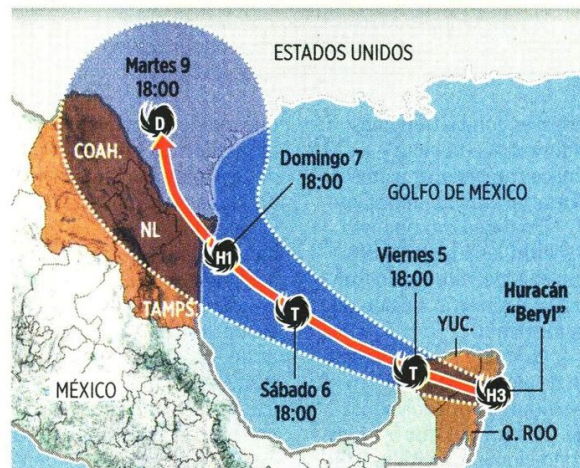 ESTADOS UNIDOS
Martes 9
18:00
D
COAH.
Domingo 7
18:00
GOLFO DE MÉXICO
NL
H1
Viernes 5
18:00
TAMPS.
T
Huracán
"Beryl"
YUC.
T
H3
MÉXICO
Sábado 6
18:00
Q. ROO